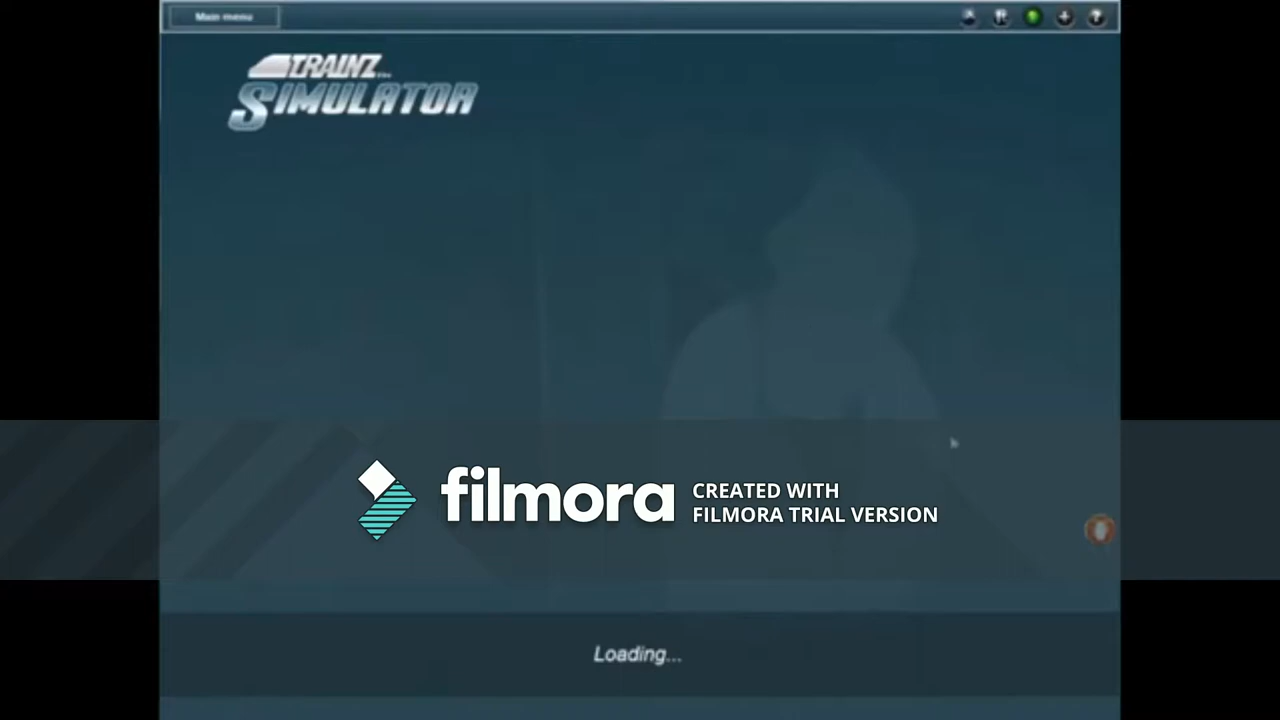 Main menu
TRAINZ
SIMULATOR
filmora
CREATED WITH
FILMORA TRIAL VERSION
Loading...